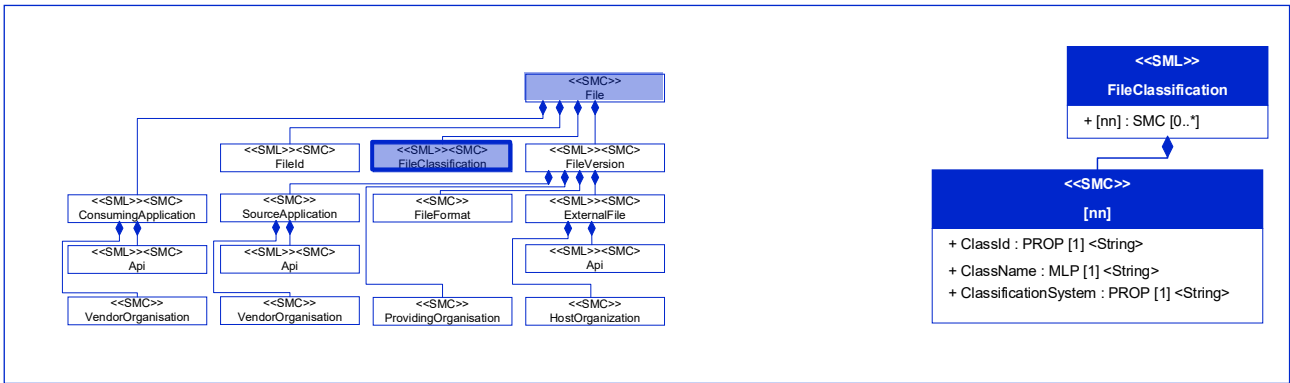 <<SMC>>
File
<<SML>><SMC>
FileId
<<SML>><SMC>
FileClassification
<<SML>><SMC>
FileVersion
<<SML>><SMC>
ConsumingApplication
<<SMC>>
SourceApplication
<<SMC>>
FileFormat
<<SML>><SMC>
ExternalFile
<<SML>><SMC>
Api
<<SML>><SMC>
Api
<<SML>><SMC>
Api
<<SMC>>
VendorOrganisation
<<SMC>>
VendorOrganisation
<<SMC>>
ProvidingOrganisation
<<SMC>>
HostOrganization
<<SML>>
FileClassification
+ [nn] : SMC [0..*]
<<SMC>>
[nn]
+ ClassId : PROP [1] <String>
+ ClassName : MLP [1] <String>
+ ClassificationSystem : PROP [1] <String>